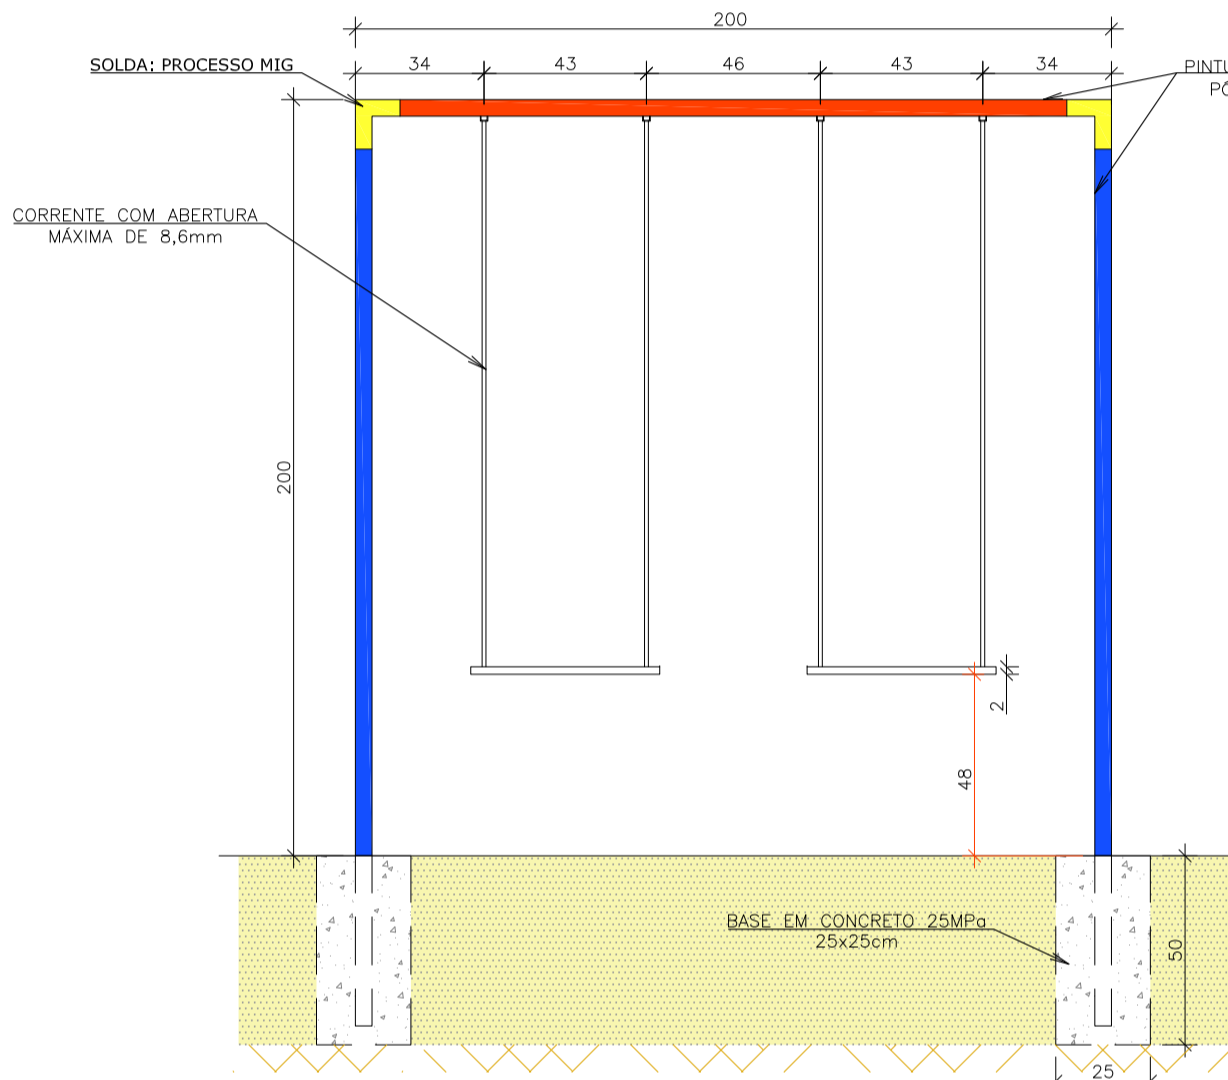 200
SOLDA: PROCESSO MIG
34
43
46
43
34
CORRENTE COM ABERTURA
MÁXIMA DE 8,6mm
200
2
48
BASE EM CONCRETO 25MPa
25x25cm
50
25